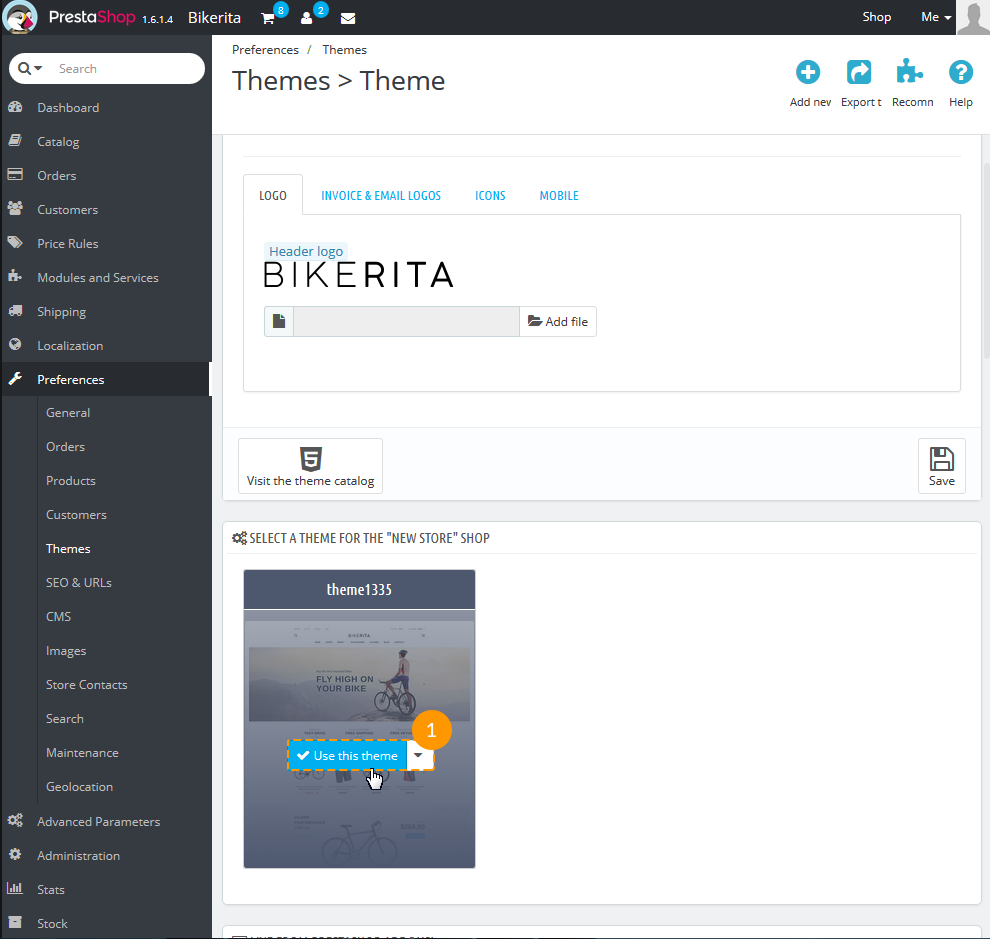 PrestaShop 1.6.1.4 Bikerita 8 2 Shop Me
Search
Dashboard
Catalog
Orders
Customers
Price Rules
Modules and Services
Shipping
Localization
Preferences
General
Orders
Products
Customers
Themes
SEO & URLs
CMS
Images
Store Contacts
Search
Maintenance
Geolocation
Advanced Parameters
Administration
Stats
Stock
Preferences / Themes
Themes > Theme
Add new Export t Recomn Help
LOGO INVOICE & EMAIL LOGOS ICONS MOBILE
Header logo
BIKERITA
Add file
Visit the theme catalog
Save
SELECT A THEME FOR THE "NEW STORE" SHOP
theme1335
BIKERITA
FLY HIGH ON
YOUR BIKE
1
Use this theme